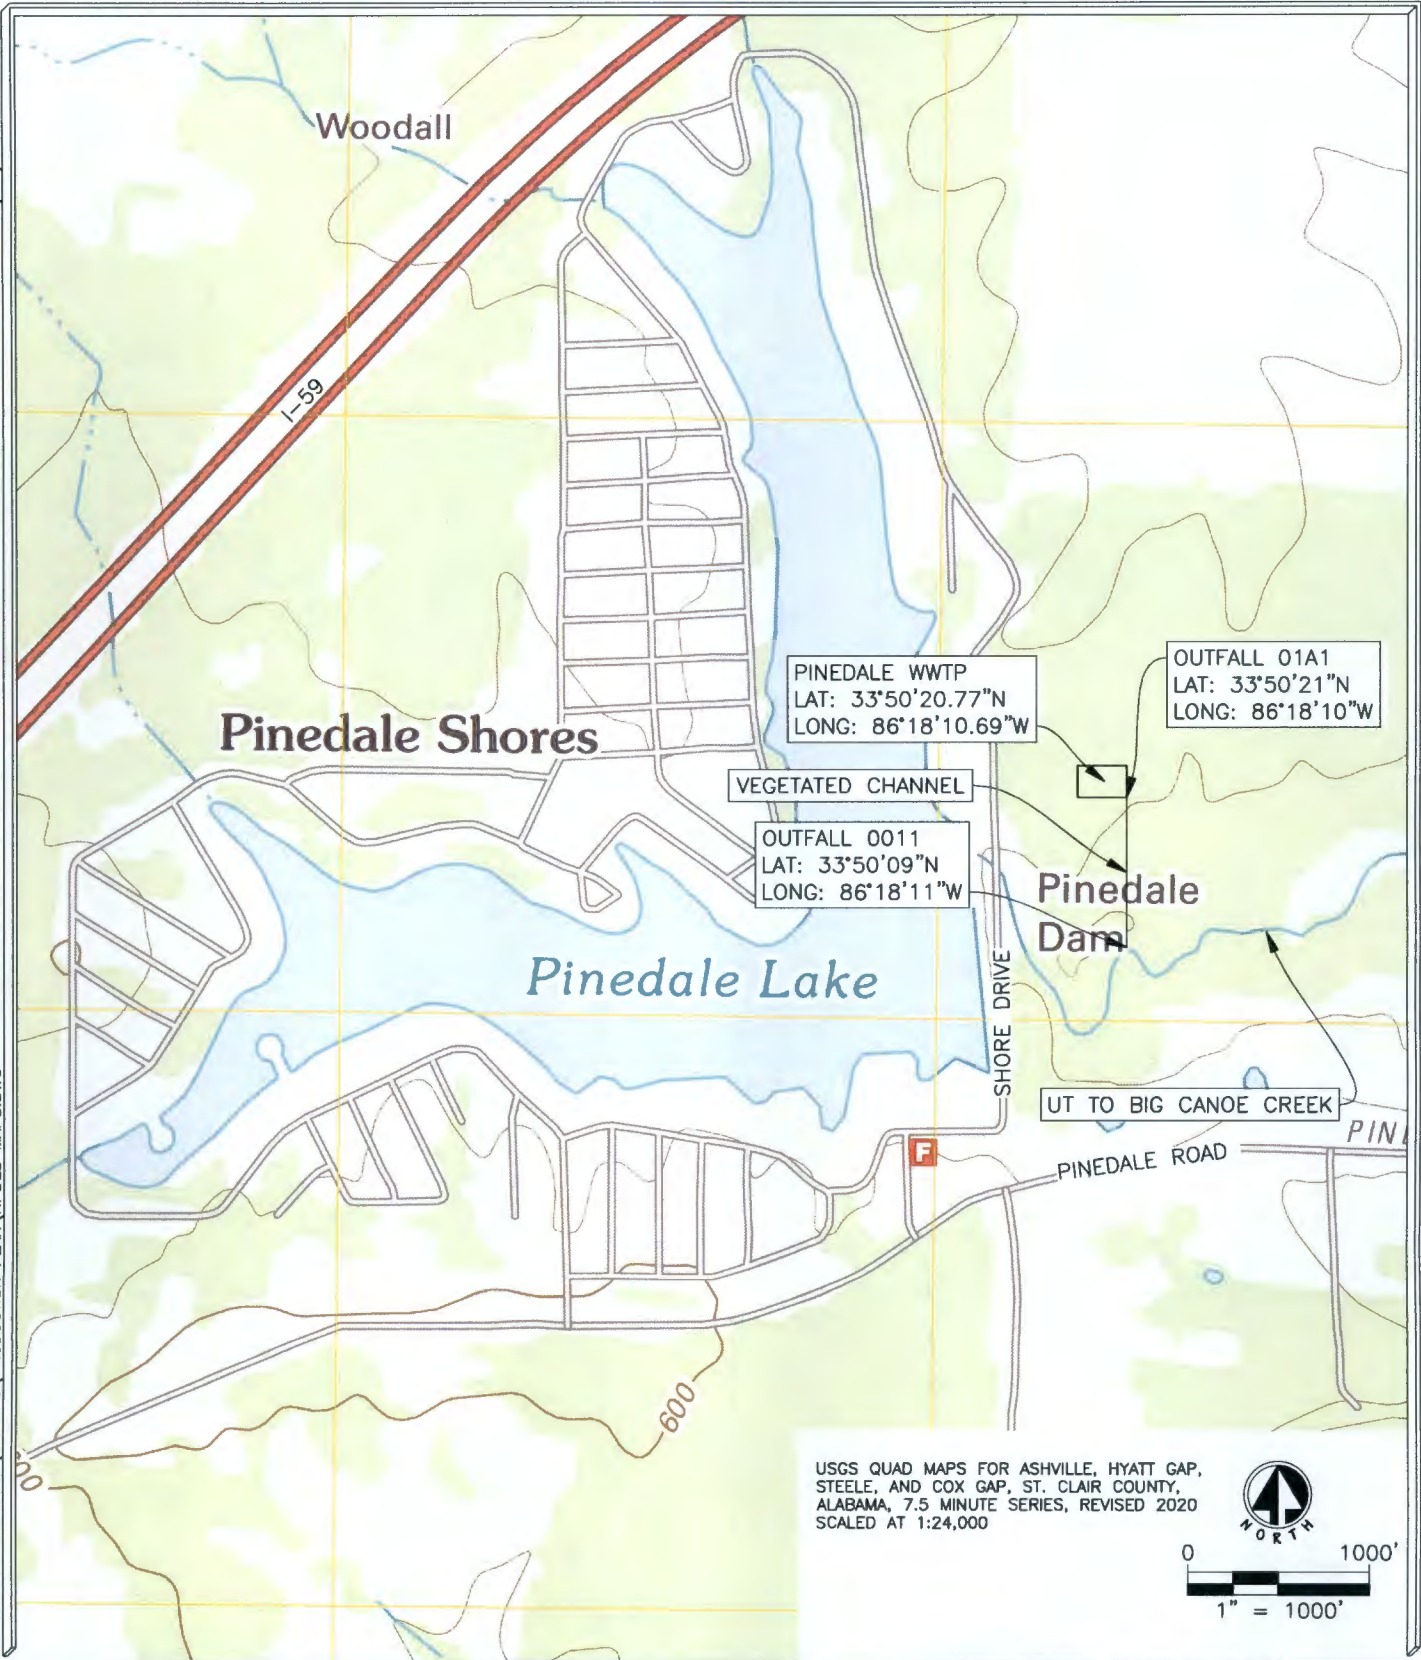 Woodall
I-59
PINEDALE WWTP
LAT: 33°50'20.77"N
LONG: 86°18'10.69"W
OUTFALL 01A1
LAT: 33°50'21"N
LONG: 86°18'10"W
Pinedale Shores
VEGETATED CHANNEL
OUTFALL 0011
LAT: 33°50'09"N
LONG: 86°18'11"W
Pinedale
Dam
Pinedale Lake
SHORE DRIVE
UT TO BIG CANOE CREEK
PIN
F
PINEDALE ROAD
600
00
USGS QUAD MAPS FOR ASHVILLE, HYATT GAP,
STEELE, AND COX GAP, ST. CLAIR COUNTY,
ALABAMA, 7.5 MINUTE SERIES, REVISED 2020
SCALED AT 1:24,000
NORTH
0 1000'
1" = 1000'